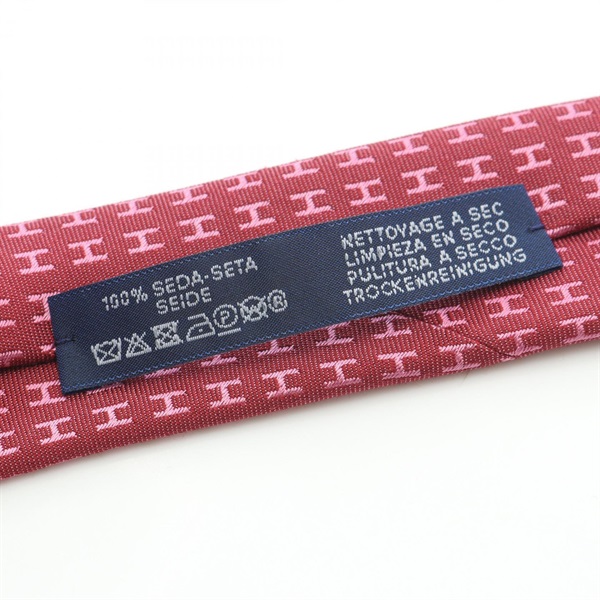 100% SEDA-SETA
SEIDE
NETTOYAGE A SEC
LIMPIEZA EN SECO
PULITURA A SECCO
TROCKENREINIGUNG